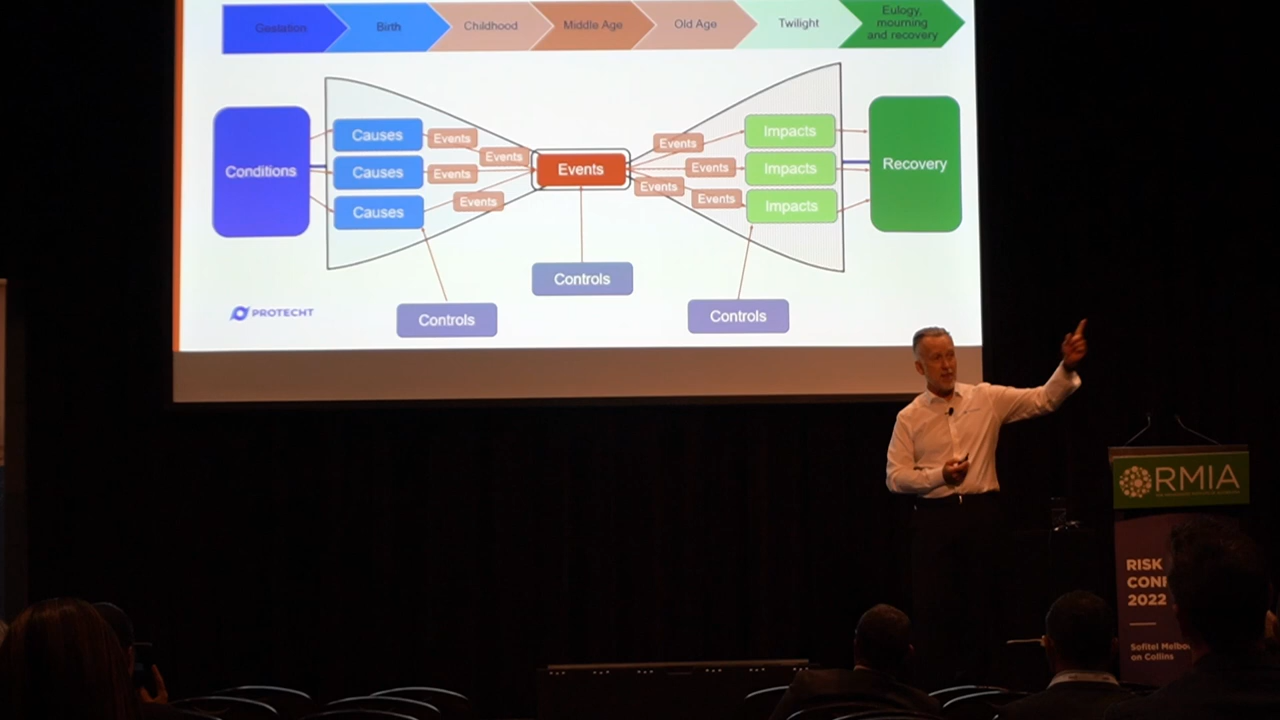 Gestation
Birth
Childhood
Middle Age
Old Age
Twilight
Eulogy,
mourning
and recovery
Conditions
Causes
Causes
Causes
Events
Events
Events
Events
Events
Events
Events
Events
Events
Impacts
Impacts
Impacts
Recovery
Controls
Controls
Controls
PROTECHT
RMIA
RISK
CONF
2022
Sofitel Melbo
on Collins